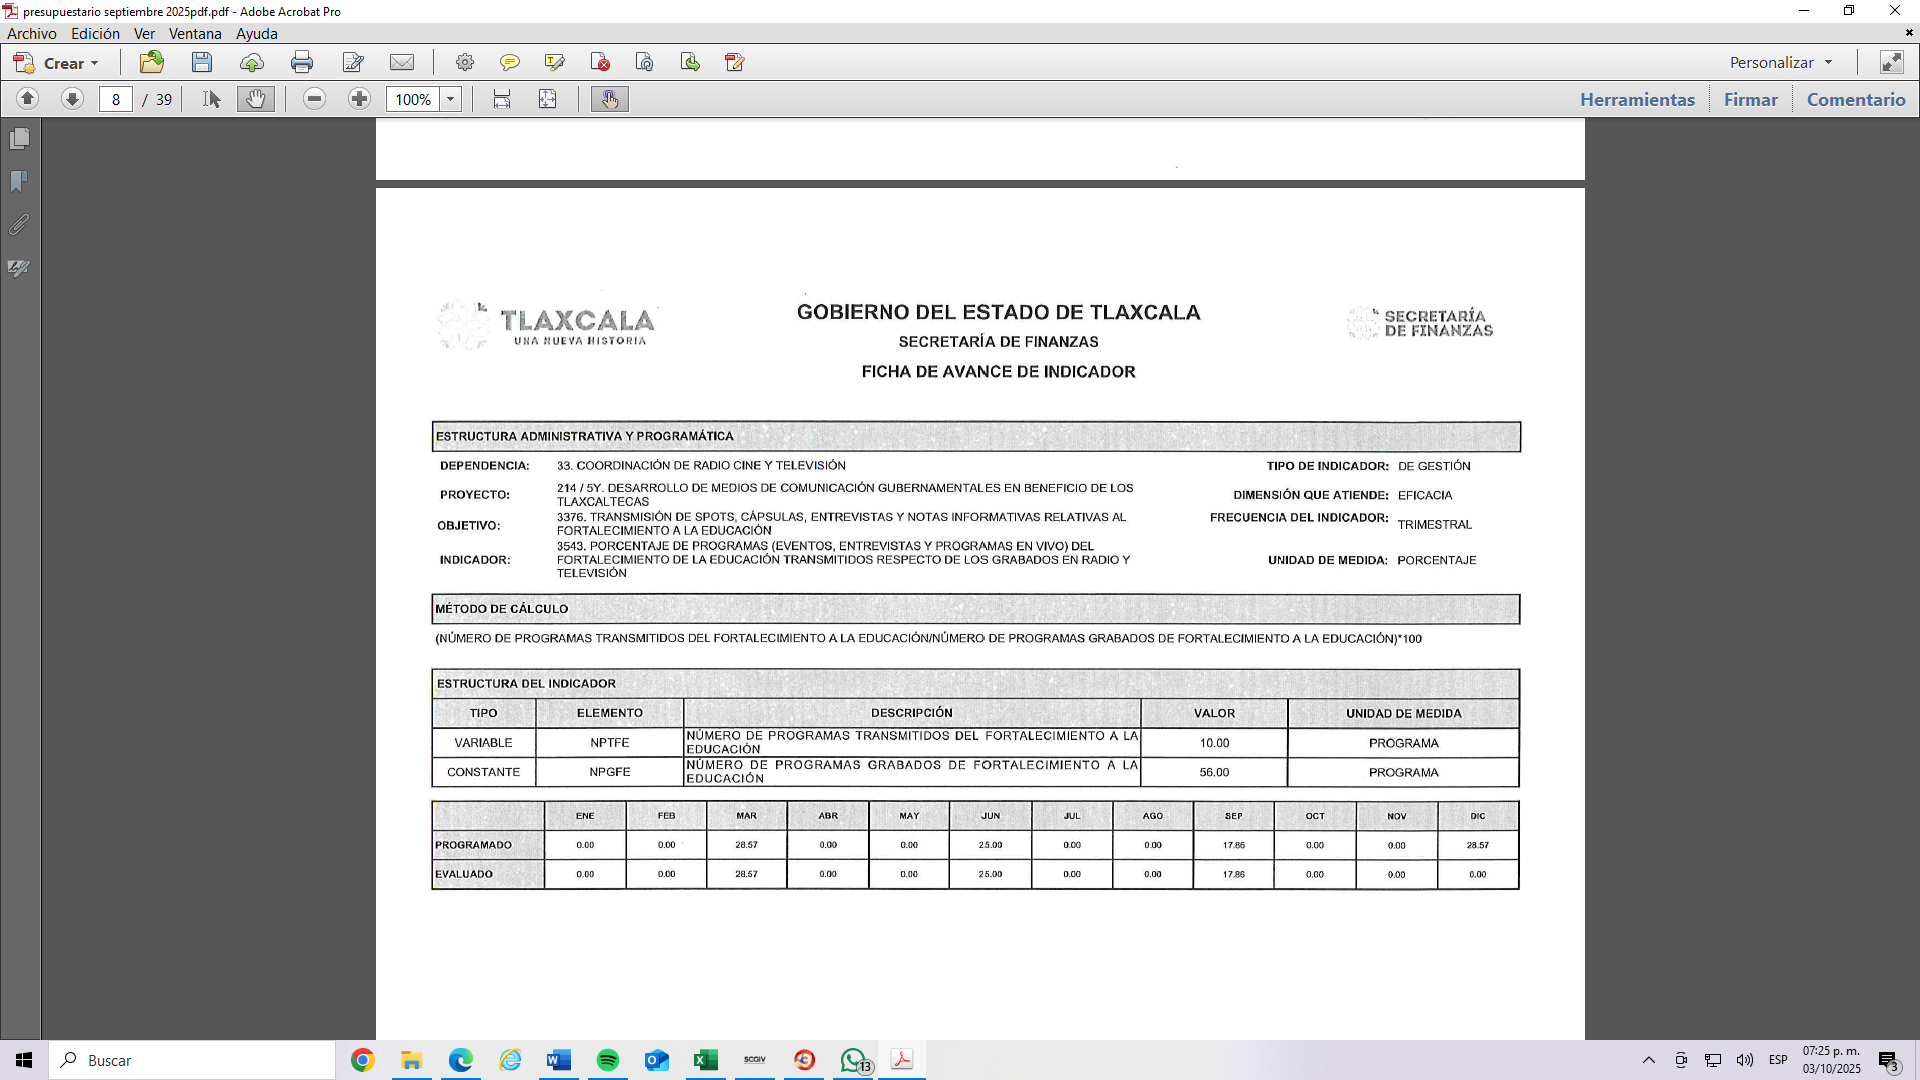 presupuestario septiembre 2025pdf.pdf - Adobe Acrobat Pro
Archivo Edición Ver Ventana Ayuda
Crear
Personalizar
8 / 39
100%
Herramientas Firmar Comentario
TLAXCALA
UNA NUEVA HISTORIA
GOBIERNO DEL ESTADO DE TLAXCALA
SECRETARÍA DE FINANZAS
FICHA DE AVANCE DE INDICADOR
SECRETARÍA
DE FINANZAS
ESTRUCTURA ADMINISTRATIVA Y PROGRAMÁTICA
DEPENDENCIA: 33. COORDINACIÓN DE RADIO CINE Y TELEVISIÓN
TIPO DE INDICADOR: DE GESTIÓN
PROYECTO: 214 / 5Y. DESARROLLO DE MEDIOS DE COMUNICACIÓN GUBERNAMENTALES EN BENEFICIO DE LOS
TLAXCALTECAS
DIMENSIÓN QUE ATIENDE: EFICACIA
OBJETIVO: 3376. TRANSMISIÓN DE SPOTS, CÁPSULAS, ENTREVISTAS Y NOTAS INFORMATIVAS RELATIVAS AL
FORTALECIMIENTO A LA EDUCACIÓN
FRECUENCIA DEL INDICADOR: TRIMESTRAL
INDICADOR: 3543. PORCENTAJE DE PROGRAMAS (EVENTOS, ENTREVISTAS Y PROGRAMAS EN VIVO) DEL
FORTALECIMIENTO DE LA EDUCACIÓN TRANSMITIDOS RESPECTO DE LOS GRABADOS EN RADIO Y
TELEVISIÓN
UNIDAD DE MEDIDA: PORCENTAJE
MÉTODO DE CÁLCULO
(NÚMERO DE PROGRAMAS TRANSMITIDOS DEL FORTALECIMIENTO A LA EDUCACIÓN/NÚMERO DE PROGRAMAS GRABADOS DE FORTALECIMIENTO A LA EDUCACIÓN)*100
ESTRUCTURA DEL INDICADOR
TIPO ELEMENTO DESCRIPCIÓN VALOR UNIDAD DE MEDIDA
VARIABLE NPTFE NÚMERO DE PROGRAMAS TRANSMITIDOS DEL FORTALECIMIENTO A LA
EDUCACIÓN 10.00 PROGRAMA
CONSTANTE NPGFE NÚMERO DE PROGRAMAS GRABADOS DE FORTALECIMIENTO A LA
EDUCACIÓN 56.00 PROGRAMA
ENE FEB MAR ABR MAY JUN JUL AGO SEP OCT NOV DIC
PROGRAMADO 0.00 0.00 28.57 0.00 0.00 25.00 0.00 0.00 17.86 0.00 0.00 28.57
EVALUADO 0.00 0.00 28.57 0.00 0.00 25.00 0.00 0.00 17.86 0.00 0.00 0.00
Buscar
SCGIV
13
ESP
07:25 p. m.
03/10/2025
3